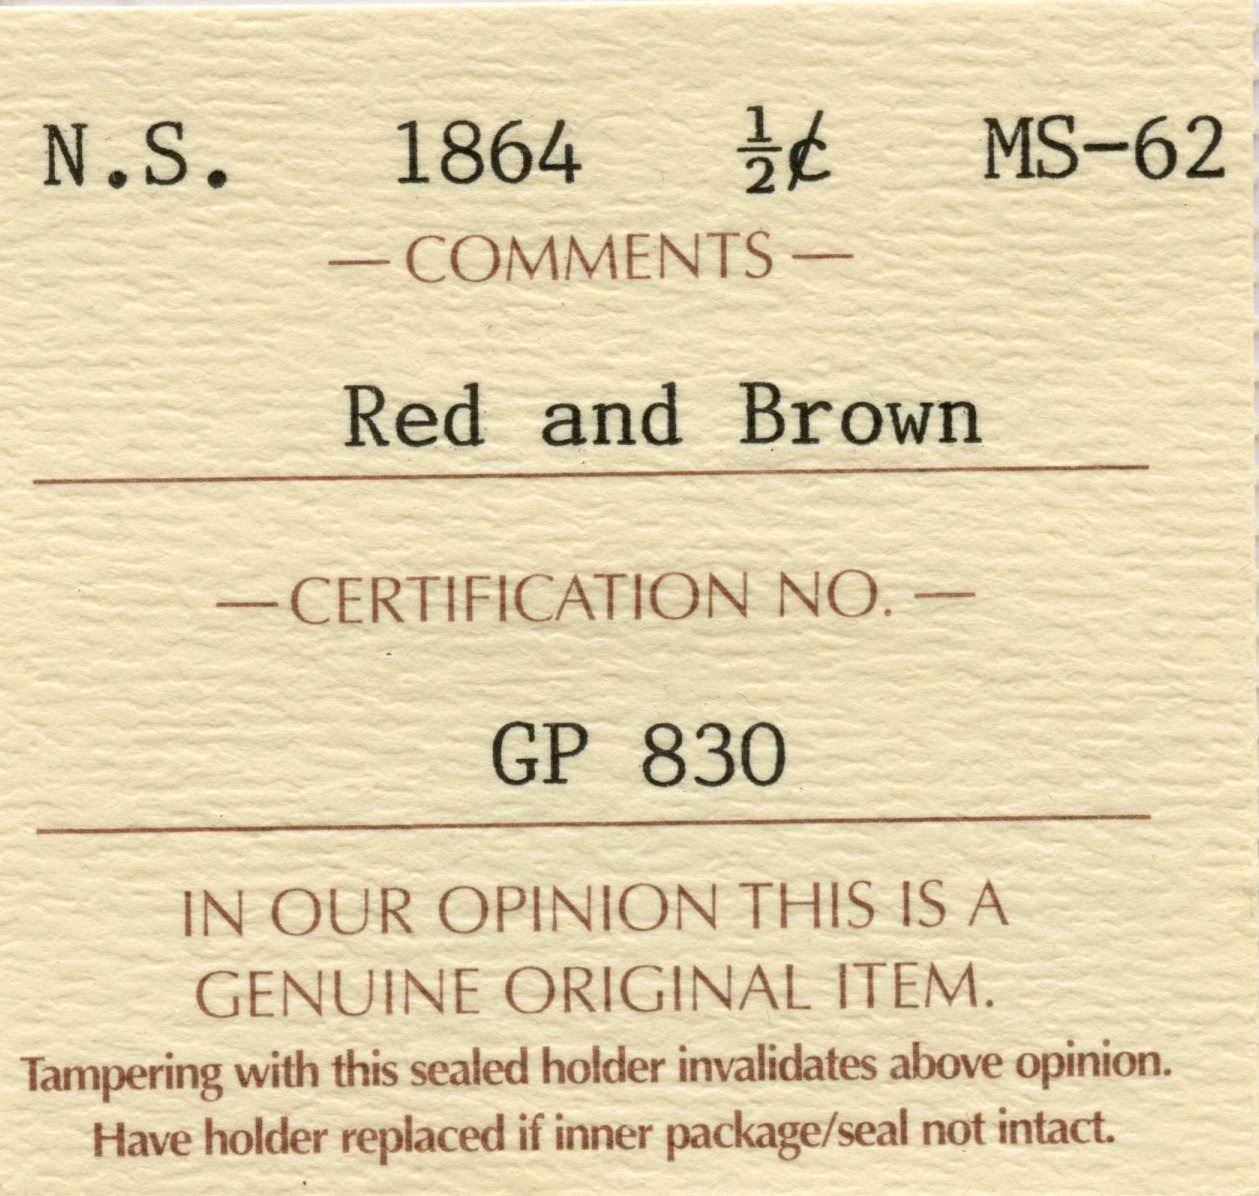 N.S. 1864 ½¢ MS-62
—COMMENTS—
Red and Brown
—CERTIFICATION NO.—
GP 830
IN OUR OPINION THIS IS A
GENUINE ORIGINAL ITEM.
Tampering with this sealed holder invalidates above opinion.
Have holder replaced if inner package/seal not intact.